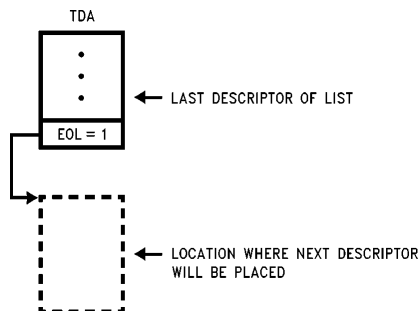 TDA
LAST DESCRIPTOR OF LIST
EOL = 1
LOCATION WHERE NEXT DESCRIPTOR
WILL BE PLACED